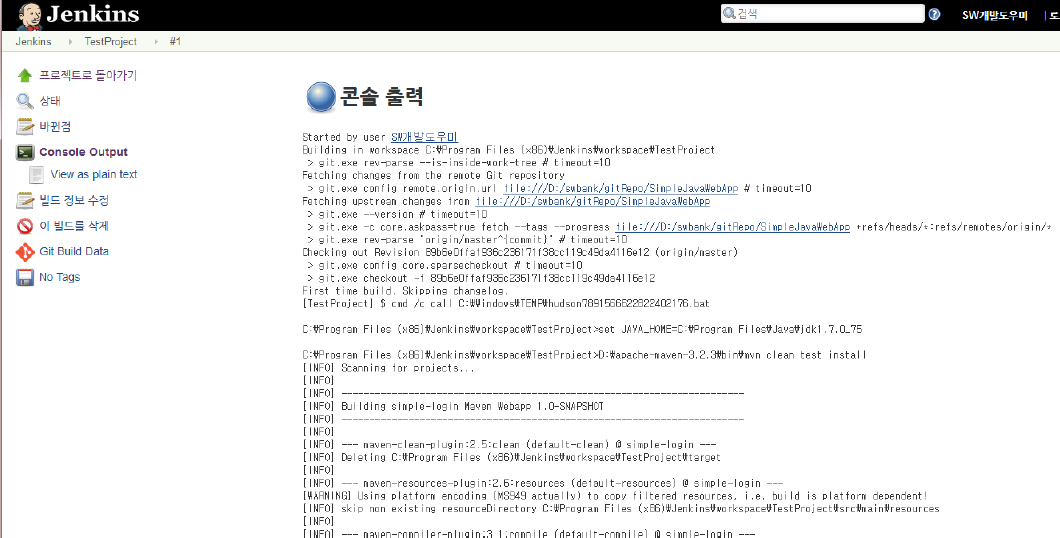 Jenkins
검색
SW개발도우미
Jenkins TestProject #1
프로젝트로 돌아가기
상태
바뀐점
Console Output
View as plain text
빌드 정보 수정
이 빌드를 삭제
Git Build Data
No Tags
콘솔 출력
Started by user SW개발도우미
Building in workspace C:\Program Files (x86)\Jenkins\workspace\TestProject
> git.exe rev-parse --is-inside-work-tree # timeout=10
Fetching changes from the remote Git repository
> git.exe config remote.origin.url file:///D:/swbank/gitRepo/SimpleJavaWebApp # timeout=10
Fetching upstream changes from file:///D:/swbank/gitRepo/SimpleJavaWebApp
> git.exe --version # timeout=10
> git.exe -c core.askpass=true fetch --tags --progress file:///D:/swbank/gitRepo/SimpleJavaWebApp +refs/heads/*:refs/remotes/origin/*
> git.exe rev-parse "origin/master^{commit}" # timeout=10
Checking out Revision 89b6e0ffaf936c236171f38cc119c49da4116e12 (origin/master)
> git.exe config core.sparsecheckout # timeout=10
> git.exe checkout -f 89b6e0ffaf936c236171f38cc119c49da4116e12
First time build. Skipping changelog.
[TestProject] $ cmd /c call C:\Windows\TEMP\hudson7891566622822402176.bat
C:\Program Files (x86)\Jenkins\workspace\TestProject>set JAVA_HOME=C:\Program Files\Java\jdk1.7.0_75
C:\Program Files (x86)\Jenkins\workspace\TestProject>D:\apache-maven-3.2.3\bin\mvn clean test install
[INFO] Scanning for projects...
[INFO]
[INFO] ------------------------------------------------------------------------
[INFO] Building simple-login Maven Webapp 1.0-SNAPSHOT
[INFO] ------------------------------------------------------------------------
[INFO]
[INFO] --- maven-clean-plugin:2.5:clean (default-clean) @ simple-login ---
[INFO] Deleting C:\Program Files (x86)\Jenkins\workspace\TestProject\target
[INFO]
[INFO] --- maven-resources-plugin:2.6:resources (default-resources) @ simple-login ---
[WARNING] Using platform encoding (MS949 actually) to copy filtered resources, i.e. build is platform dependent!
[INFO] skip non existing resourceDirectory C:\Program Files (x86)\Jenkins\workspace\TestProject\src\main\resources
[INFO]
[INFO] --- maven-compiler-plugin:3.1:compile (default-compile) @ simple-login ---